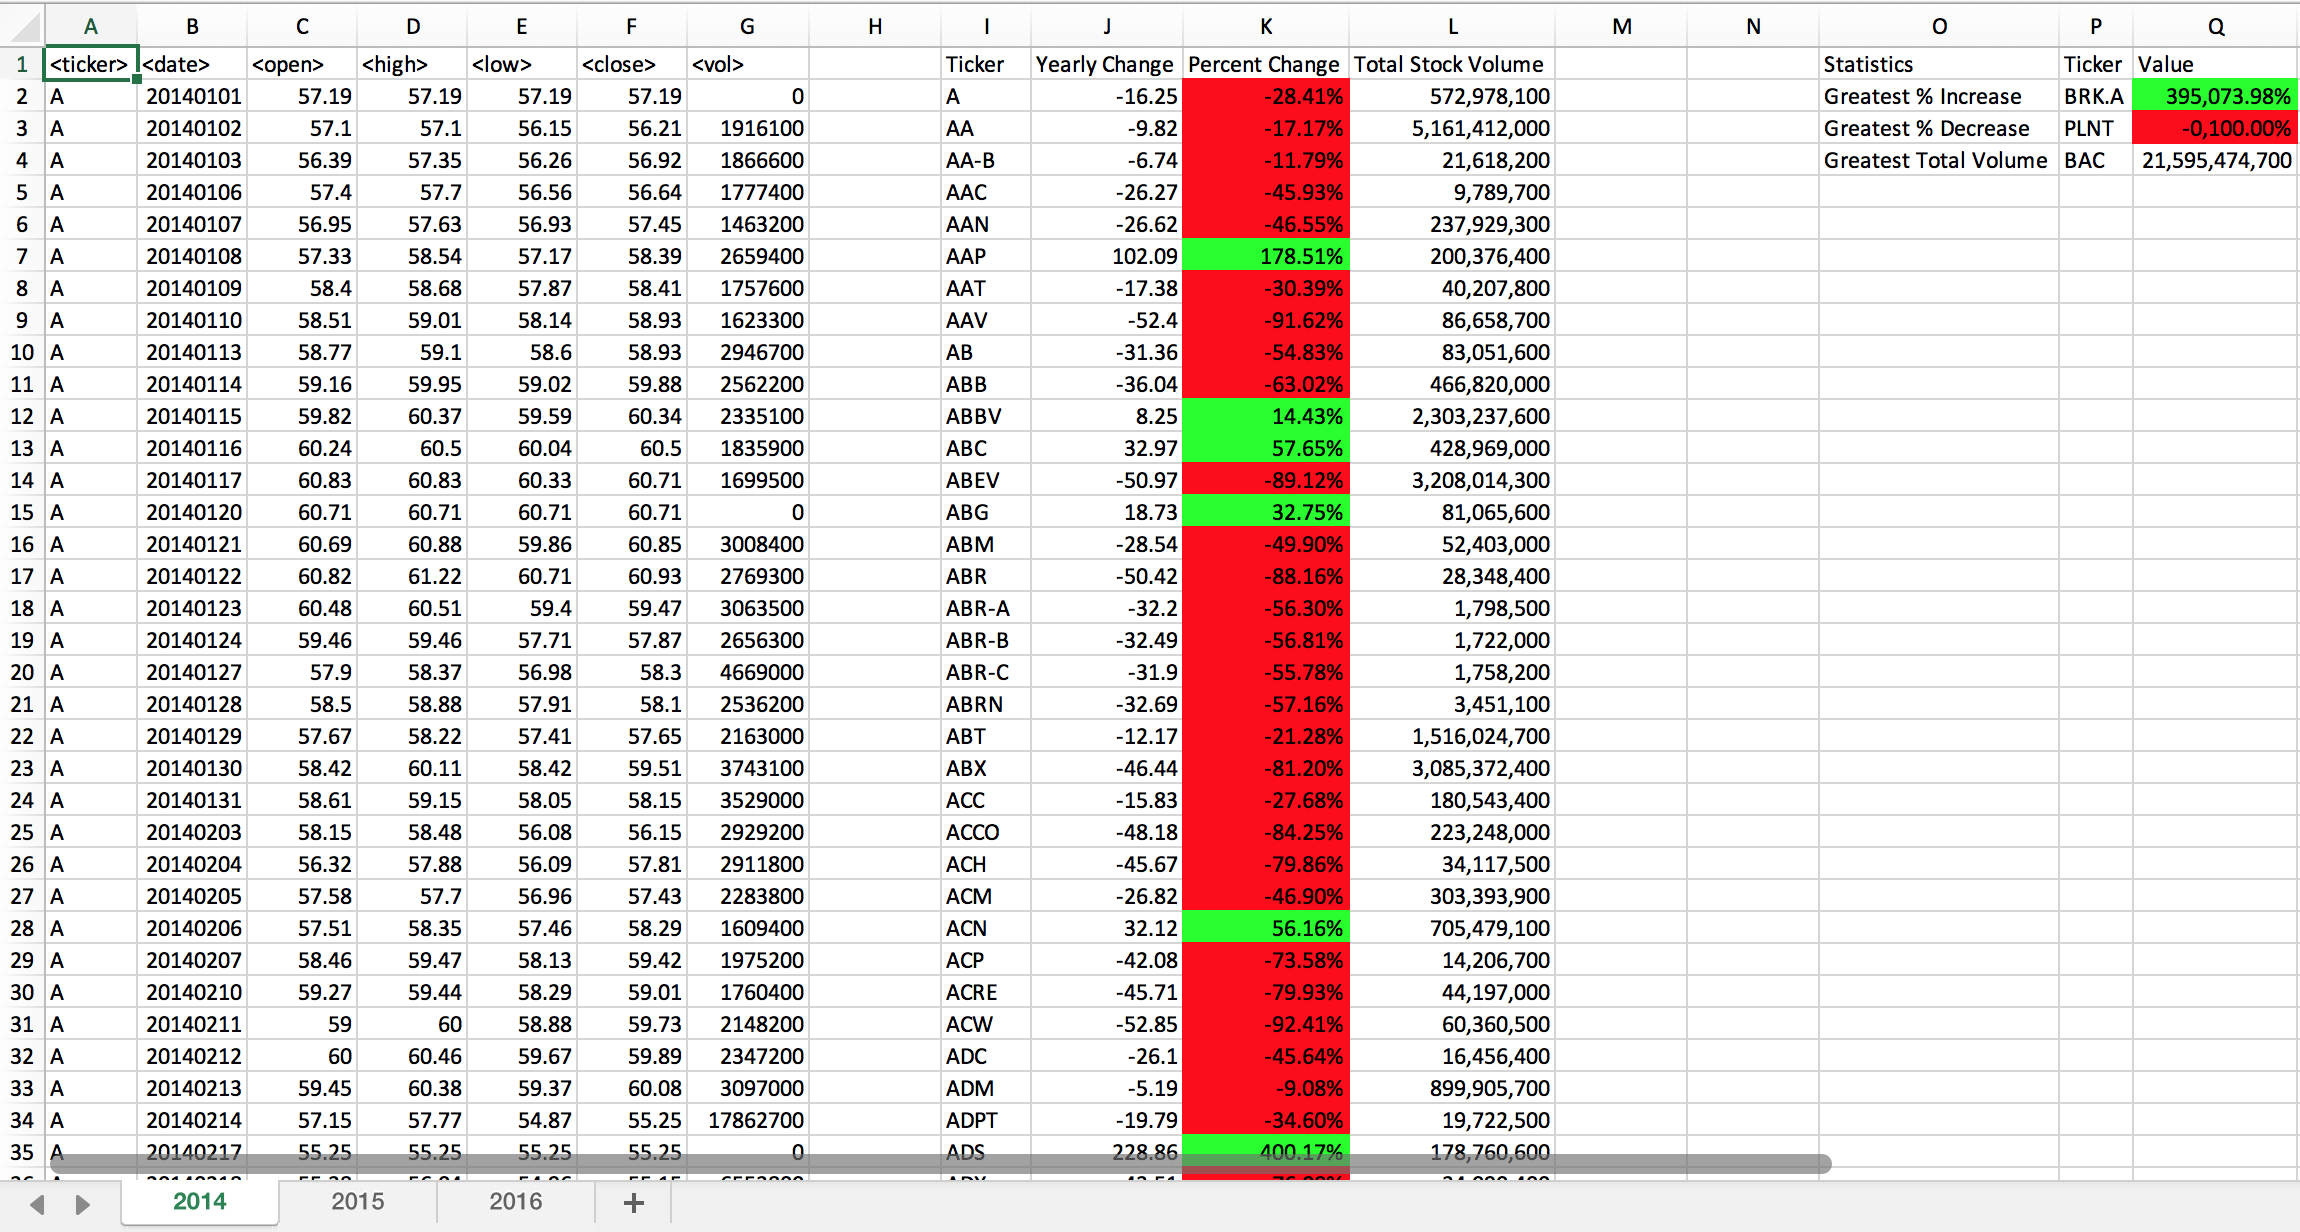 A B C D E F G H I J K L M N O P Q
1 <ticker> <date> <open> <high> <low> <close> <vol> Ticker Yearly Change Percent Change Total Stock Volume Statistics Ticker Value
2 A 20140101 57.19 57.19 57.19 57.19 0 A -16.25 -28.41% 572,978,100 Greatest % Increase BRK.A 395,073.98%
3 A 20140102 57.1 57.1 56.15 56.21 1916100 AA -9.82 -17.17% 5,161,412,000 Greatest % Decrease PLNT -0,100.00%
4 A 20140103 56.39 57.35 56.26 56.92 1866600 AA-B -6.74 -11.79% 21,618,200 Greatest Total Volume BAC 21,595,474,700
5 A 20140106 57.4 57.7 56.56 56.64 1777400 AAC -26.27 -45.93% 9,789,700
6 A 20140107 56.95 57.63 56.93 57.45 1463200 AAN -26.62 -46.55% 237,929,300
7 A 20140108 57.33 58.54 57.17 58.39 2659400 AAP 102.09 178.51% 200,376,400
8 A 20140109 58.4 58.68 57.87 58.41 1757600 AAT -17.38 -30.39% 40,207,800
9 A 20140110 58.51 59.01 58.14 58.93 1623300 AAV -52.4 -91.62% 86,658,700
10 A 20140113 58.77 59.1 58.6 58.93 2946700 AB -31.36 -54.83% 83,051,600
11 A 20140114 59.16 59.95 59.02 59.88 2562200 ABB -36.04 -63.02% 466,820,000
12 A 20140115 59.82 60.37 59.59 60.34 2335100 ABBV 8.25 14.43% 2,303,237,600
13 A 20140116 60.24 60.5 60.04 60.5 1835900 ABC 32.97 57.65% 428,969,000
14 A 20140117 60.83 60.83 60.33 60.71 1699500 ABEV -50.97 -89.12% 3,208,014,300
15 A 20140120 60.71 60.71 60.71 60.71 0 ABG 18.73 32.75% 81,065,600
16 A 20140121 60.69 60.88 59.86 60.85 3008400 ABM -28.54 -49.90% 52,403,000
17 A 20140122 60.82 61.22 60.71 60.93 2769300 ABR -50.42 -88.16% 28,348,400
18 A 20140123 60.48 60.51 59.4 59.47 3063500 ABR-A -32.2 -56.30% 1,798,500
19 A 20140124 59.46 59.46 57.71 57.87 2656300 ABR-B -32.49 -56.81% 1,722,000
20 A 20140127 57.9 58.37 56.98 58.3 4669000 ABR-C -31.9 -55.78% 1,758,200
21 A 20140128 58.5 58.88 57.91 58.1 2536200 ABRN -32.69 -57.16% 3,451,100
22 A 20140129 57.67 58.22 57.41 57.65 2163000 ABT -12.17 -21.28% 1,516,024,700
23 A 20140130 58.42 60.11 58.42 59.51 3743100 ABX -46.44 -81.20% 3,085,372,400
24 A 20140131 58.61 59.15 58.05 58.15 3529000 ACC -15.83 -27.68% 180,543,400
25 A 20140203 58.15 58.48 56.08 56.15 2929200 ACCO -48.18 -84.25% 223,248,000
26 A 20140204 56.32 57.88 56.09 57.81 2911800 ACH -45.67 -79.86% 34,117,500
27 A 20140205 57.58 57.7 56.96 57.43 2283800 ACM -26.82 -46.90% 303,393,900
28 A 20140206 57.51 58.35 57.46 58.29 1609400 ACN 32.12 56.16% 705,479,100
29 A 20140207 58.46 59.47 58.13 59.42 1975200 ACP -42.08 -73.58% 14,206,700
30 A 20140210 59.27 59.44 58.29 59.01 1760400 ACRE -45.71 -79.93% 44,197,000
31 A 20140211 59 60 58.88 59.73 2148200 ACW -52.85 -92.41% 60,360,500
32 A 20140212 60 60.46 59.67 59.89 2347200 ADC -26.1 -45.64% 16,456,400
33 A 20140213 59.45 60.38 59.37 60.08 3097000 ADM -5.19 -9.08% 899,905,700
34 A 20140214 57.15 57.77 54.87 55.25 17862700 ADPT -19.79 -34.60% 19,722,500
35 A 20140217 55.25 55.25 55.25 55.25 0 ADS 228.86 400.17% 178,760,600
2014 2015 2016 +